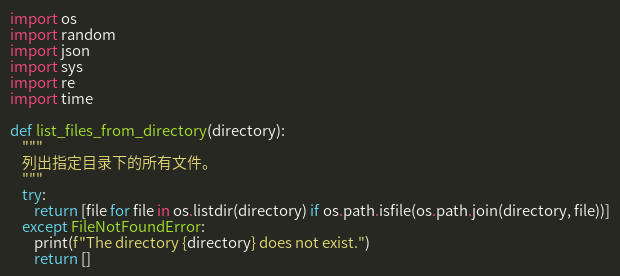 import os
import random
import json
import sys
import re
import time

def list_files_from_directory(directory):
    """
    列出指定目录下的所有文件。
    """
    try:
        return [file for file in os.listdir(directory) if os.path.isfile(os.path.join(directory, file))]
    except FileNotFoundError:
        print(f"The directory {directory} does not exist.")
        return []